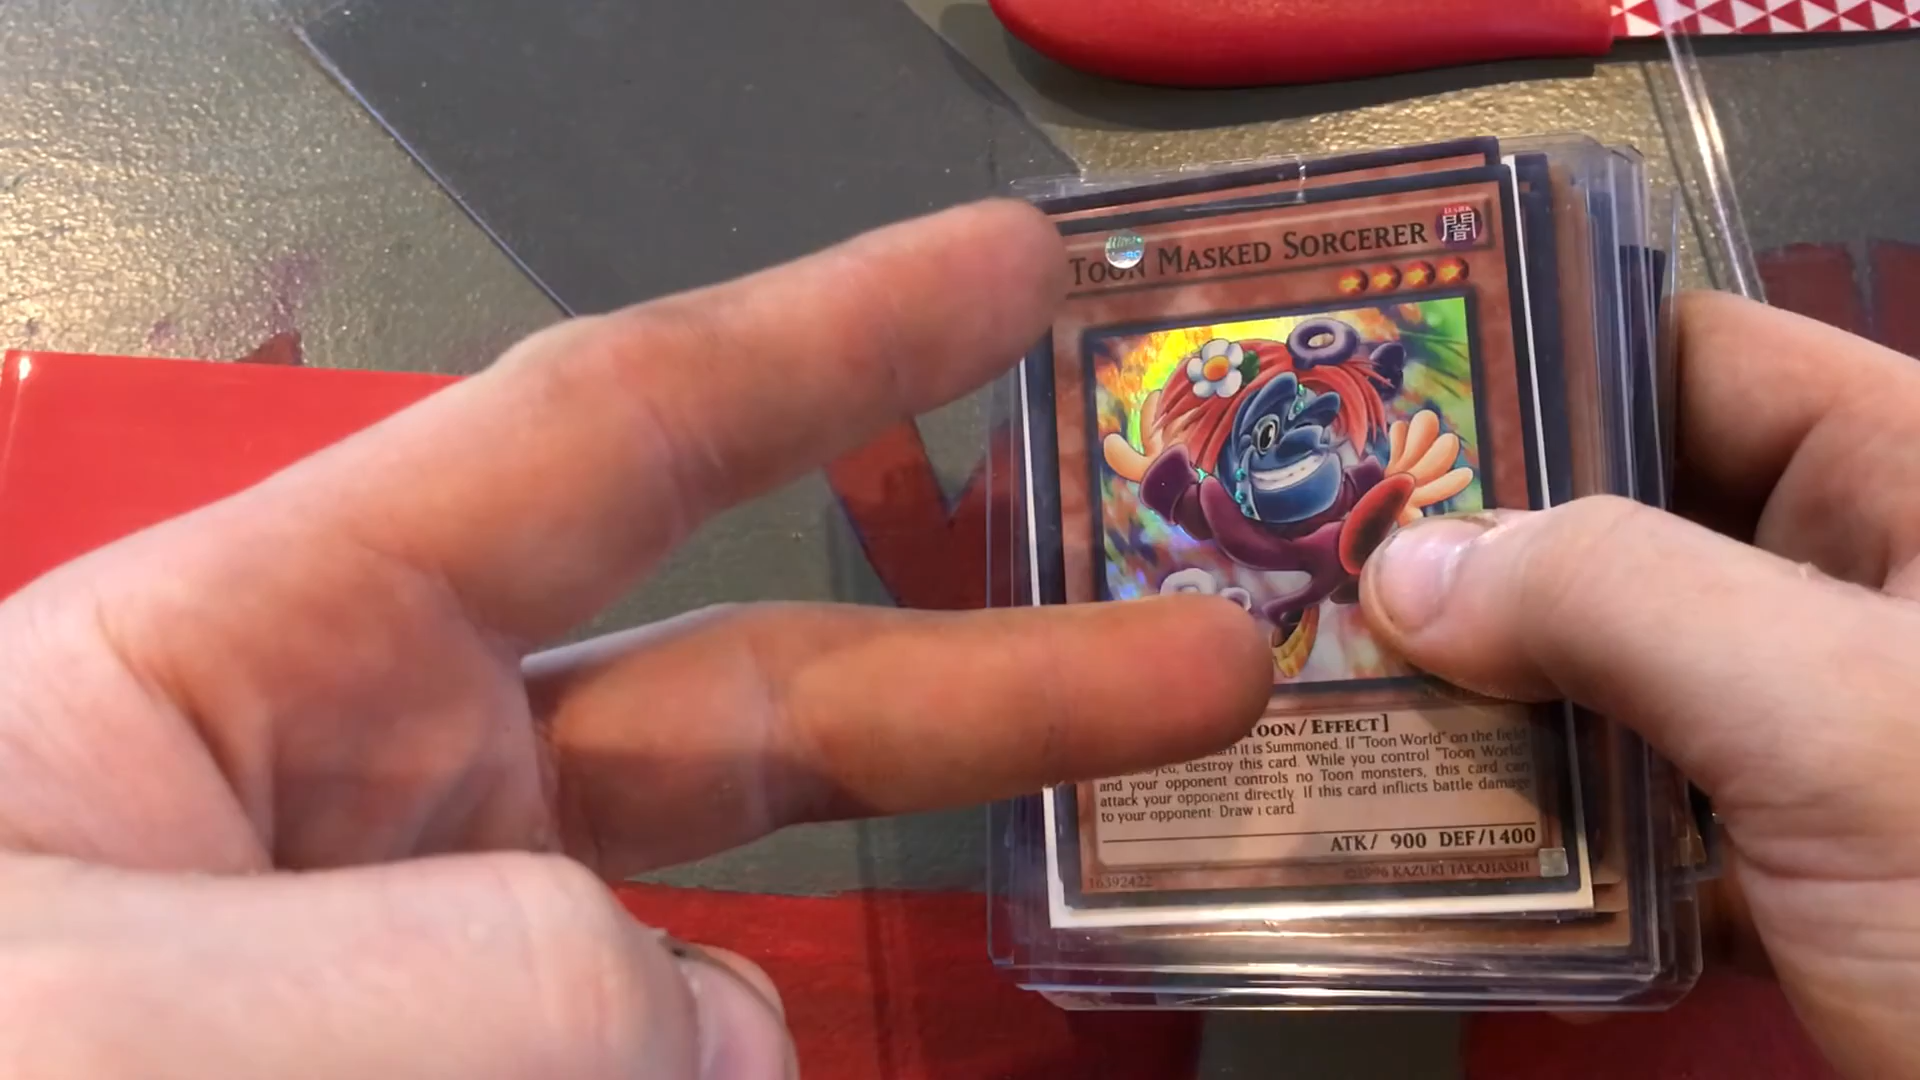 TOON MASKED SORCERER
DARK
闇
TOON/EFFECT]
it is Summoned. If "Toon World" on the field
destroy this card. While you control "Toon World"
and your opponent controls no Toon monsters, this card can
attack your opponent directly. If this card inflicts battle damage
to your opponent: Draw 1 card.
ATK/ 900 DEF/1400
16392422
©1996 KAZUKI TAKAHASHI